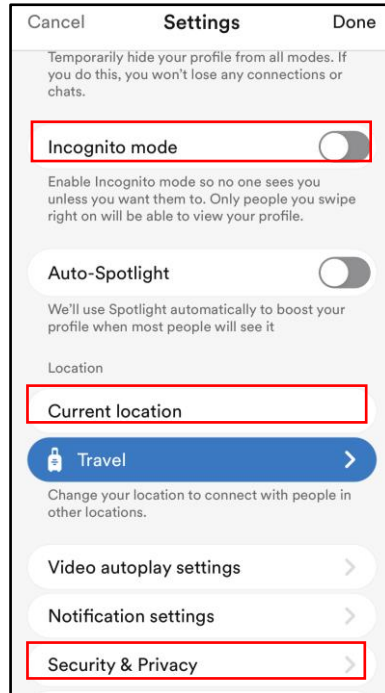 Cancel Settings Done
Temporarily hide your profile from all modes. If
you do this, you won't lose any connections or
chats.
Incognito mode
Enable Incognito mode so no one sees you
unless you want them to. Only people you swipe
right on will be able to view your profile.
Auto-Spotlight
We'll use Spotlight automatically to boost your
profile when most people will see it
Location
Current location
Travel
Change your location to connect with people in
other locations.
Video autoplay settings
Notification settings
Security & Privacy